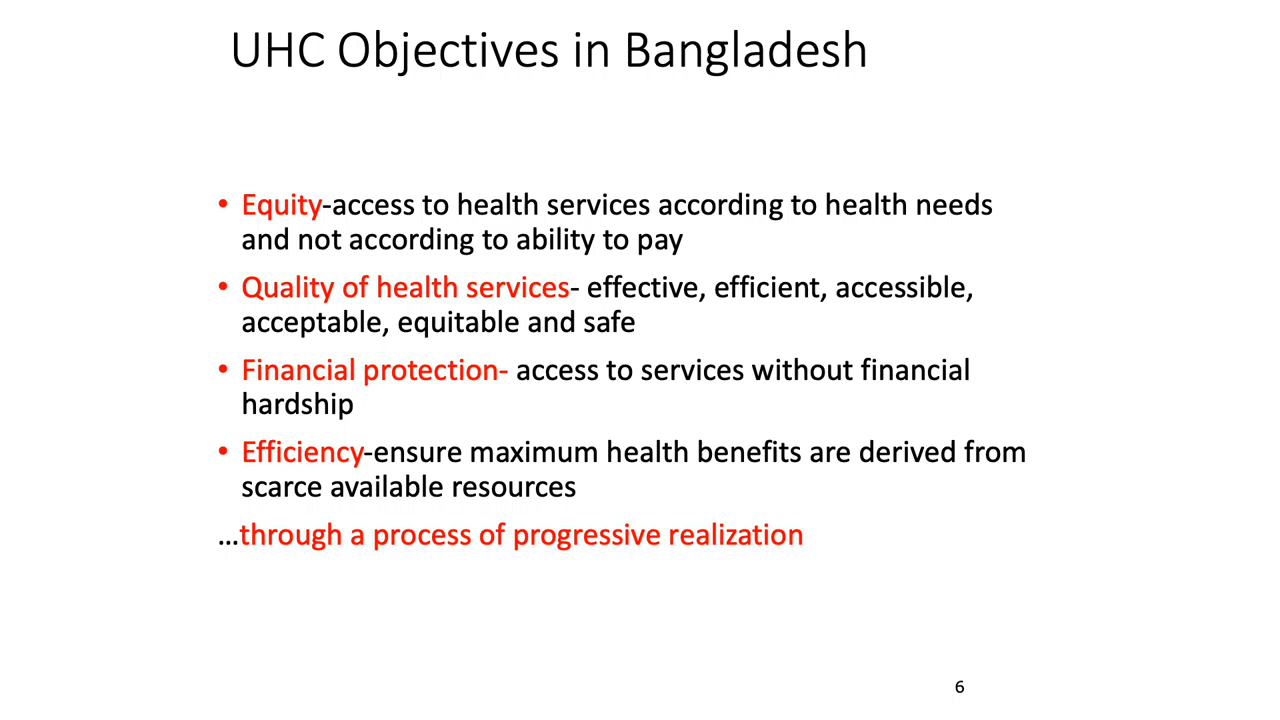 UHC Objectives in Bangladesh
• Equity-access to health services according to health needs
and not according to ability to pay
• Quality of health services- effective, efficient, accessible,
acceptable, equitable and safe
• Financial protection- access to services without financial
hardship
• Efficiency-ensure maximum health benefits are derived from
scarce available resources
…through a process of progressive realization
6